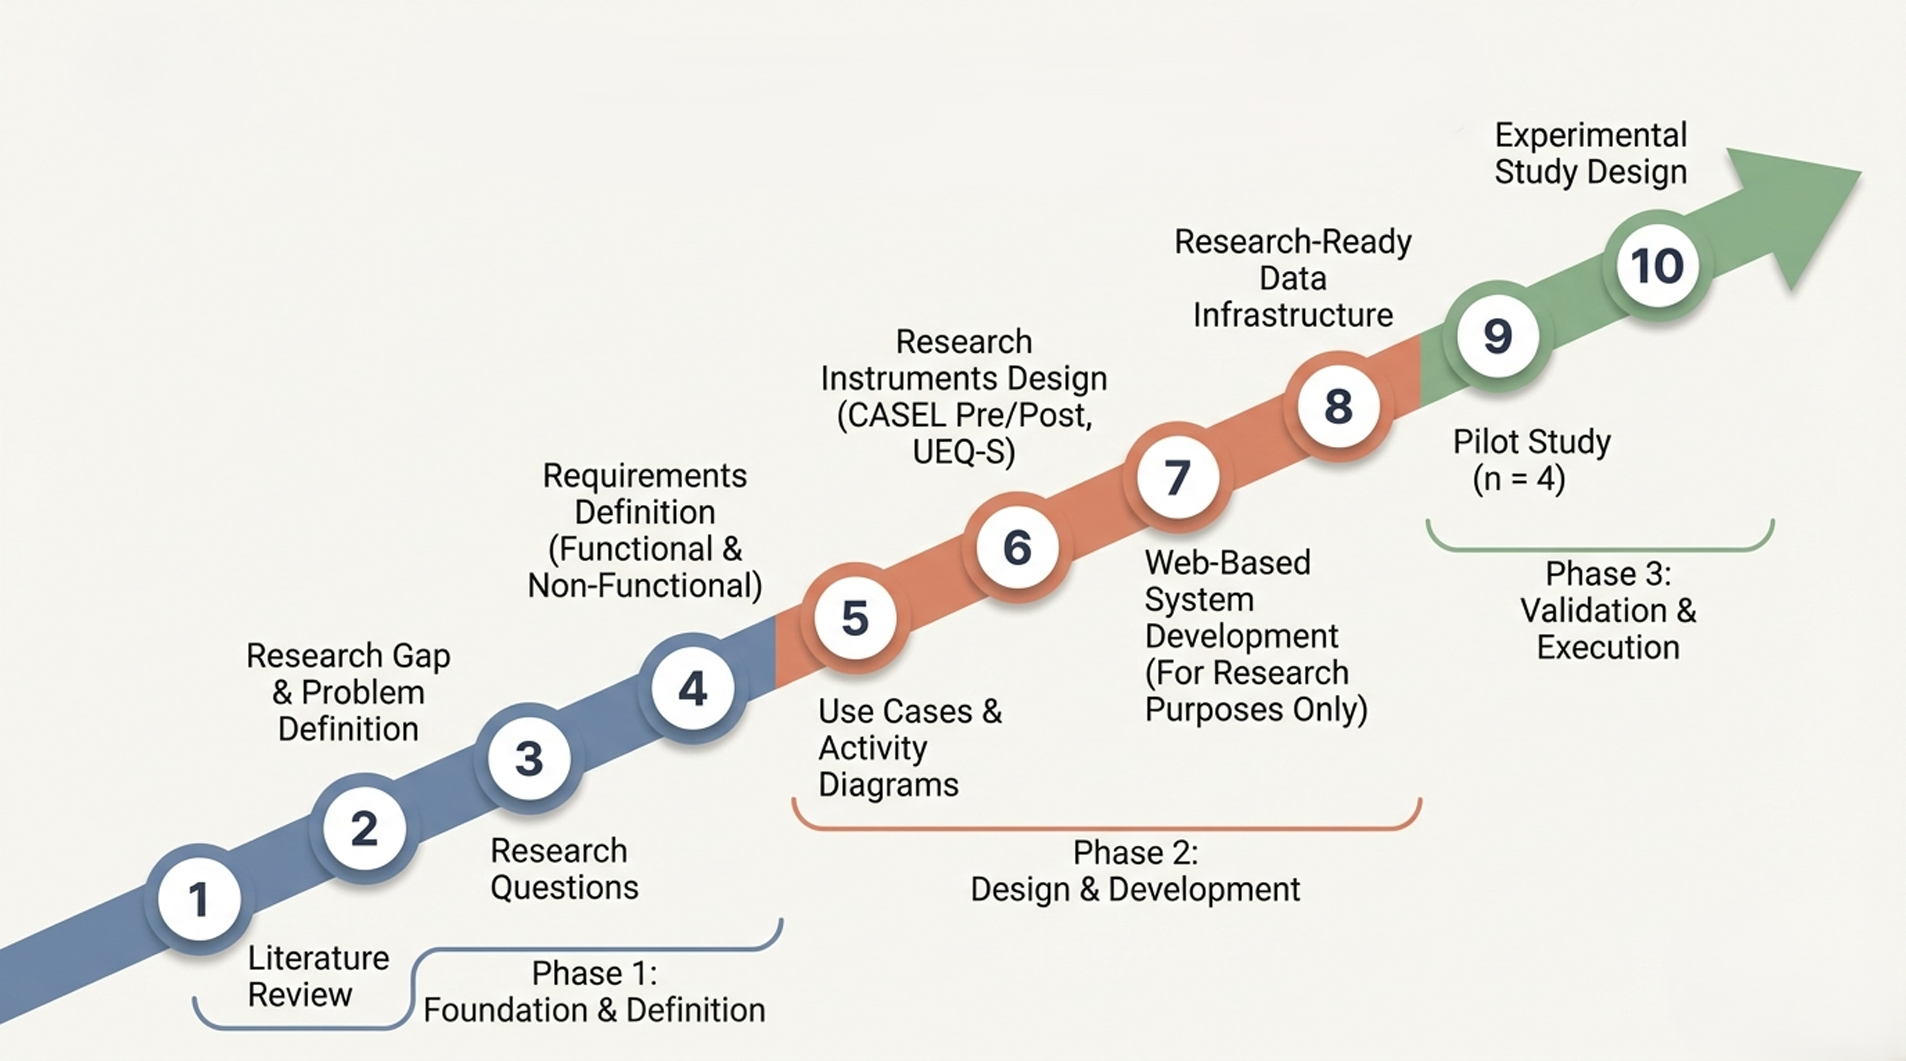 1
Literature
Review
2
Research Gap
& Problem
Definition
3
Research
Questions
4
Requirements
Definition
(Functional &
Non-Functional)
Phase 1:
Foundation & Definition
5
Use Cases &
Activity
Diagrams
6
Research
Instruments Design
(CASEL Pre/Post,
UEQ-S)
7
Web-Based
System
Development
(For Research
Purposes Only)
8
Research-Ready
Data
Infrastructure
Phase 2:
Design & Development
9
Pilot Study
(n = 4)
10
Experimental
Study Design
Phase 3:
Validation &
Execution